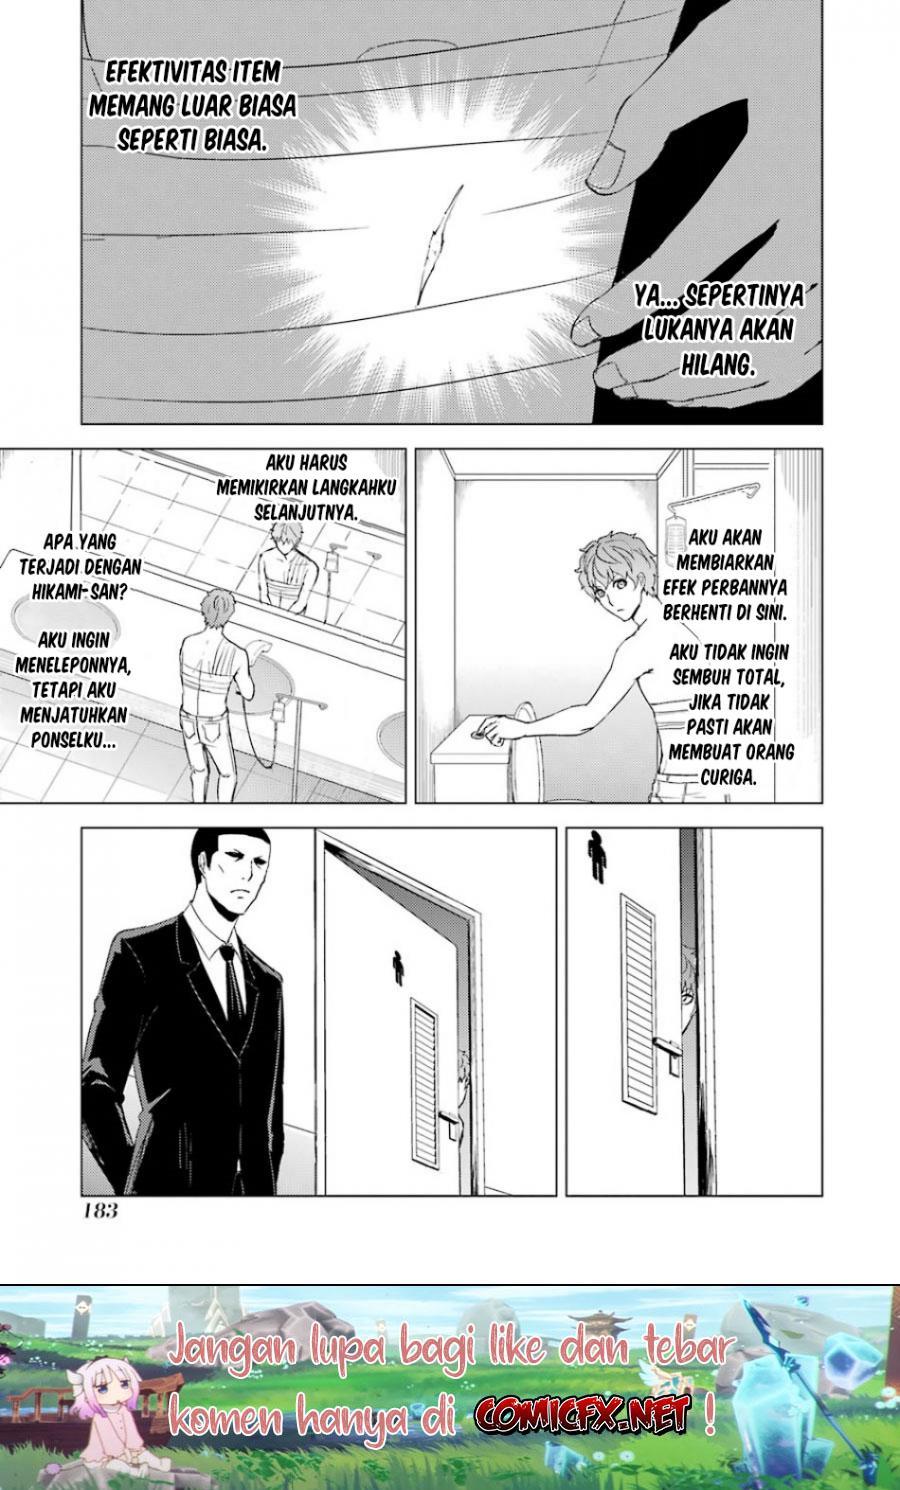 EFEKTIVITAS ITEM
MEMANG LUAR BIASA
SEPERTI BIASA.
YA... SEPERTINYA
LUKANYA AKAN
HILANG.
AKU AKAN
MEMBIARKAN
EFEK PERBANNYA
BERHENTI DI SINI.
AKU TIDAK INGIN
SEMBUH TOTAL,
JIKA TIDAK
PASTI AKAN
MEMBUAT ORANG
CURIGA.
AKU HARUS
MEMIKIRKAN LANGKAHKU
SELANJUTNYA.
APA YANG
TERJADI DENGAN
HIKAMI-SAN?
AKU INGIN
MENELEPONNYA,
TETAPI AKU
MENJATUHKAN
PONSELKU...
183
Jangan lupa bagi like dan tebar
komen hanya di COMICFX.NET !